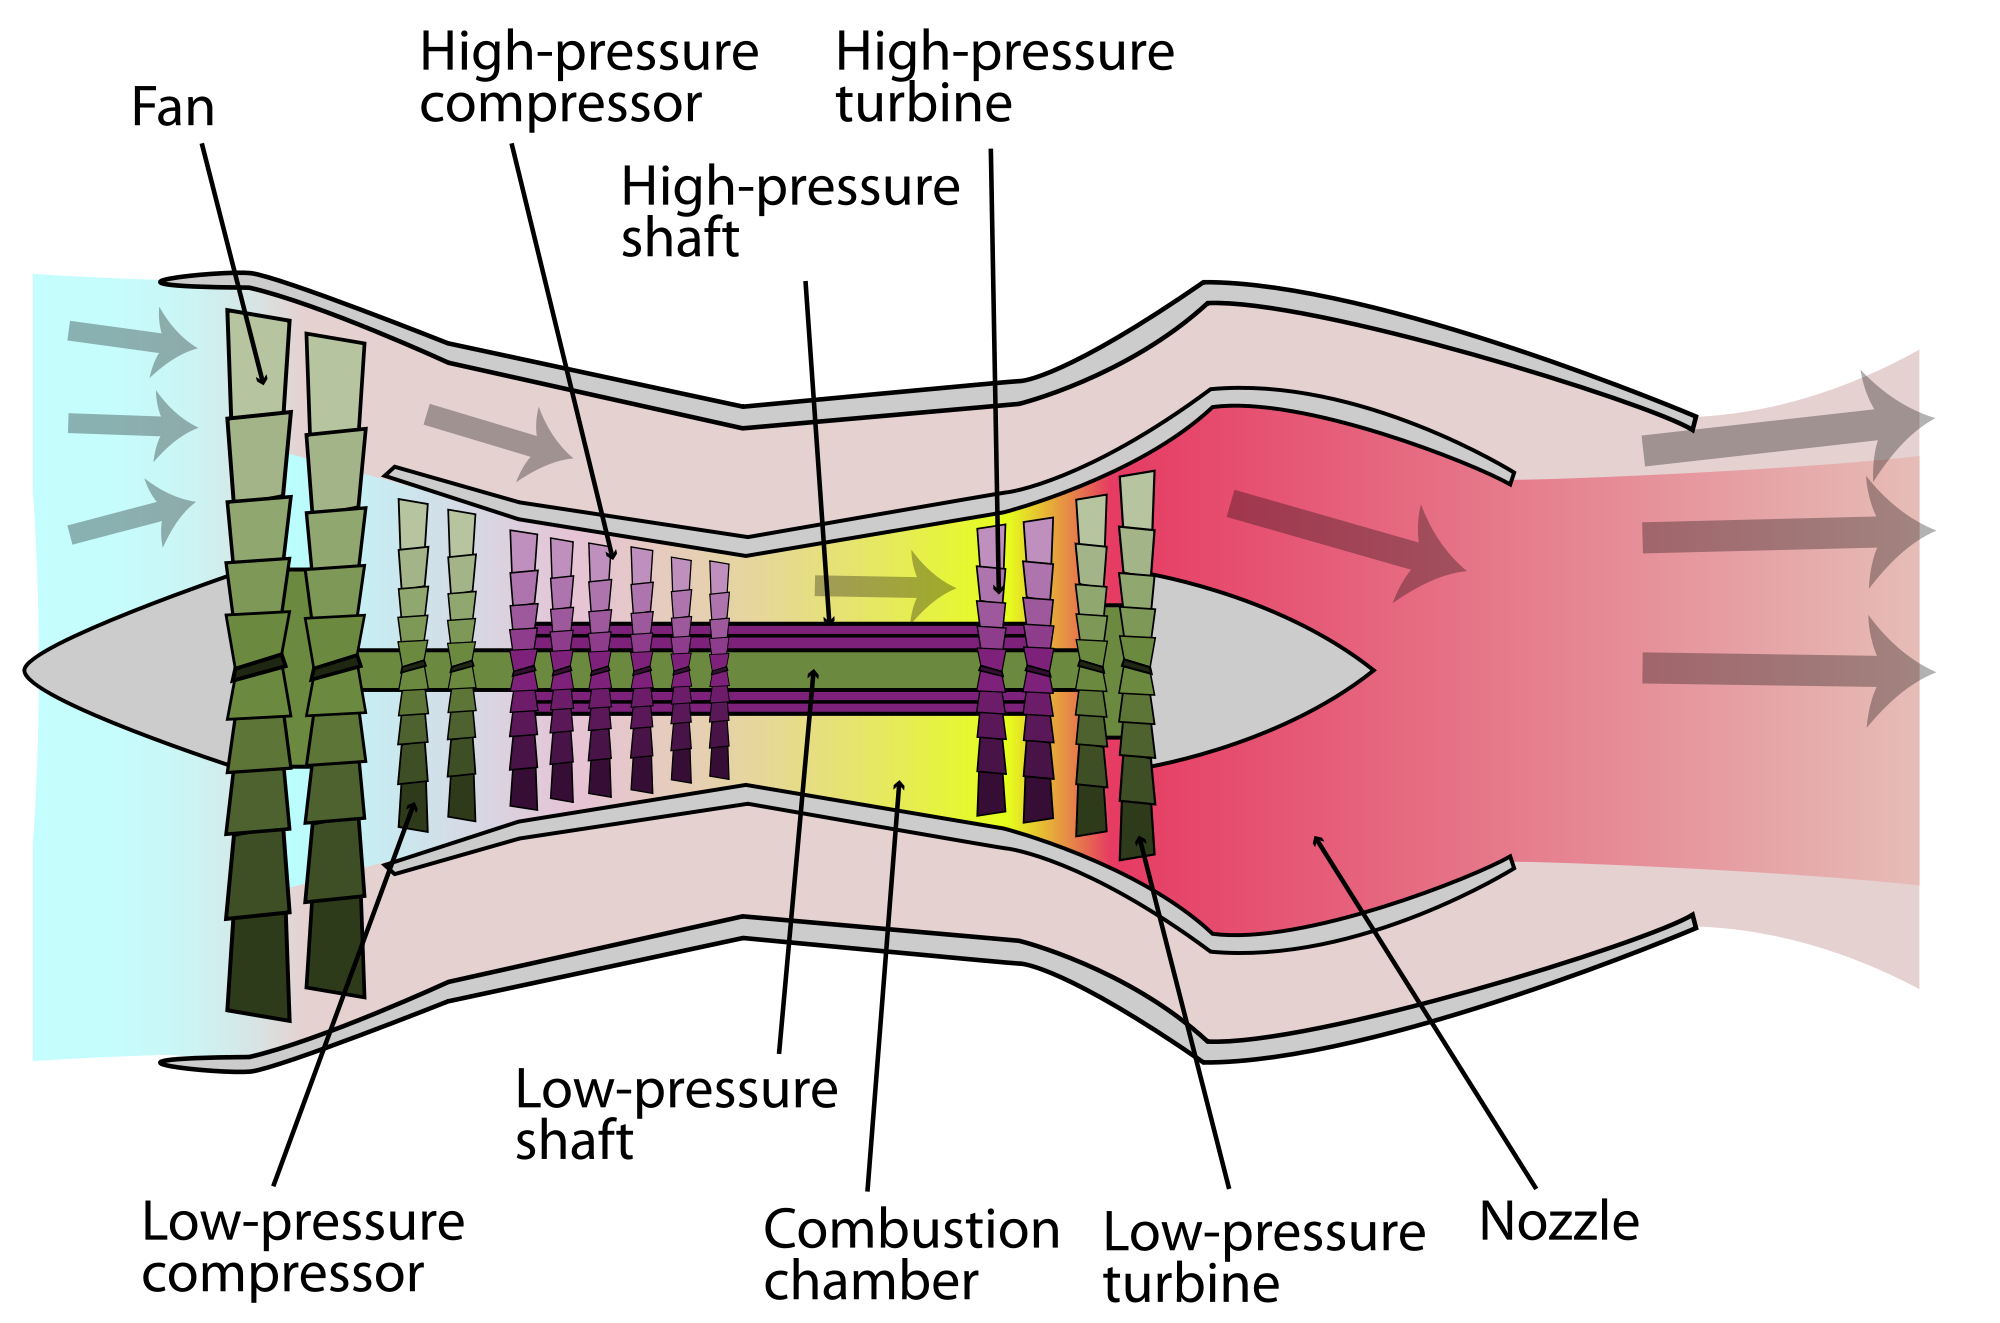 High-pressure
compressor
High-pressure
turbine
Fan
High-pressure
shaft
Low-pressure
shaft
Low-pressure
compressor
Combustion
chamber
Low-pressure
turbine
Nozzle